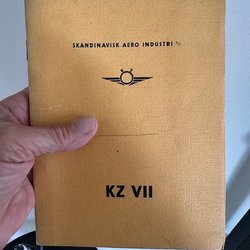 SKANDINAVISK AERO INDUSTRI A/S
KZ VII